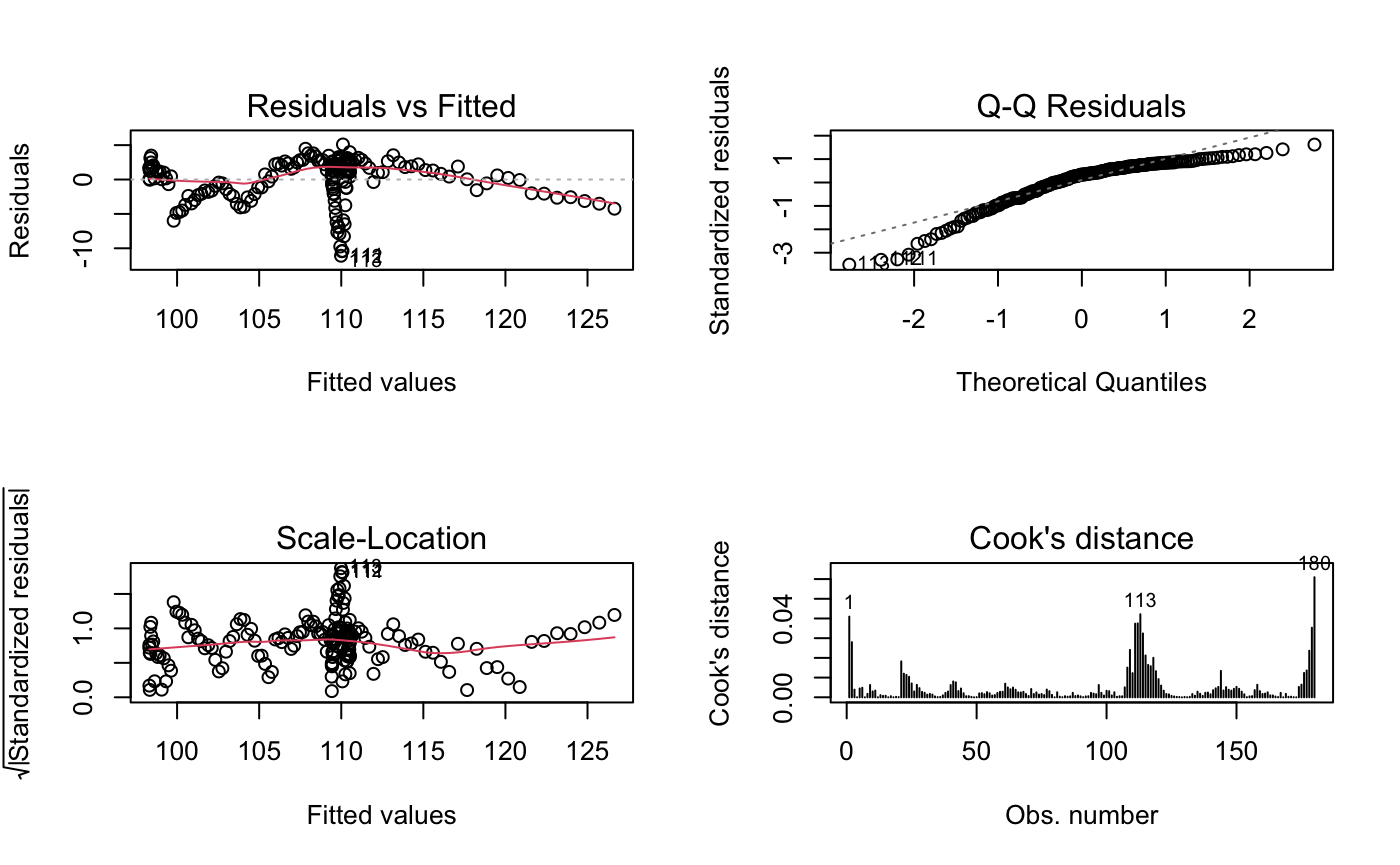 Residuals vs Fitted
Residuals
0
-10
100 105 110 115 120 125
Fitted values
Q-Q Residuals
Standardized residuals
1
-1
-3
113
112
111
-2 -1 0 1 2
Theoretical Quantiles
Scale-Location
√|Standardized residuals|
1.0
0.0
100 105 110 115 120 125
Fitted values
Cook's distance
Cook's distance
0.04
0.00
1
113
180
0 50 100 150
Obs. number